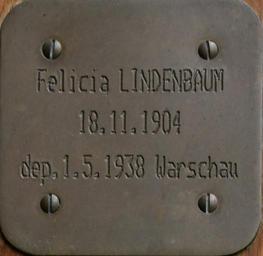 Felicia LINDENBAUM
18.11.1904
dep.1.5.1938 Warschau